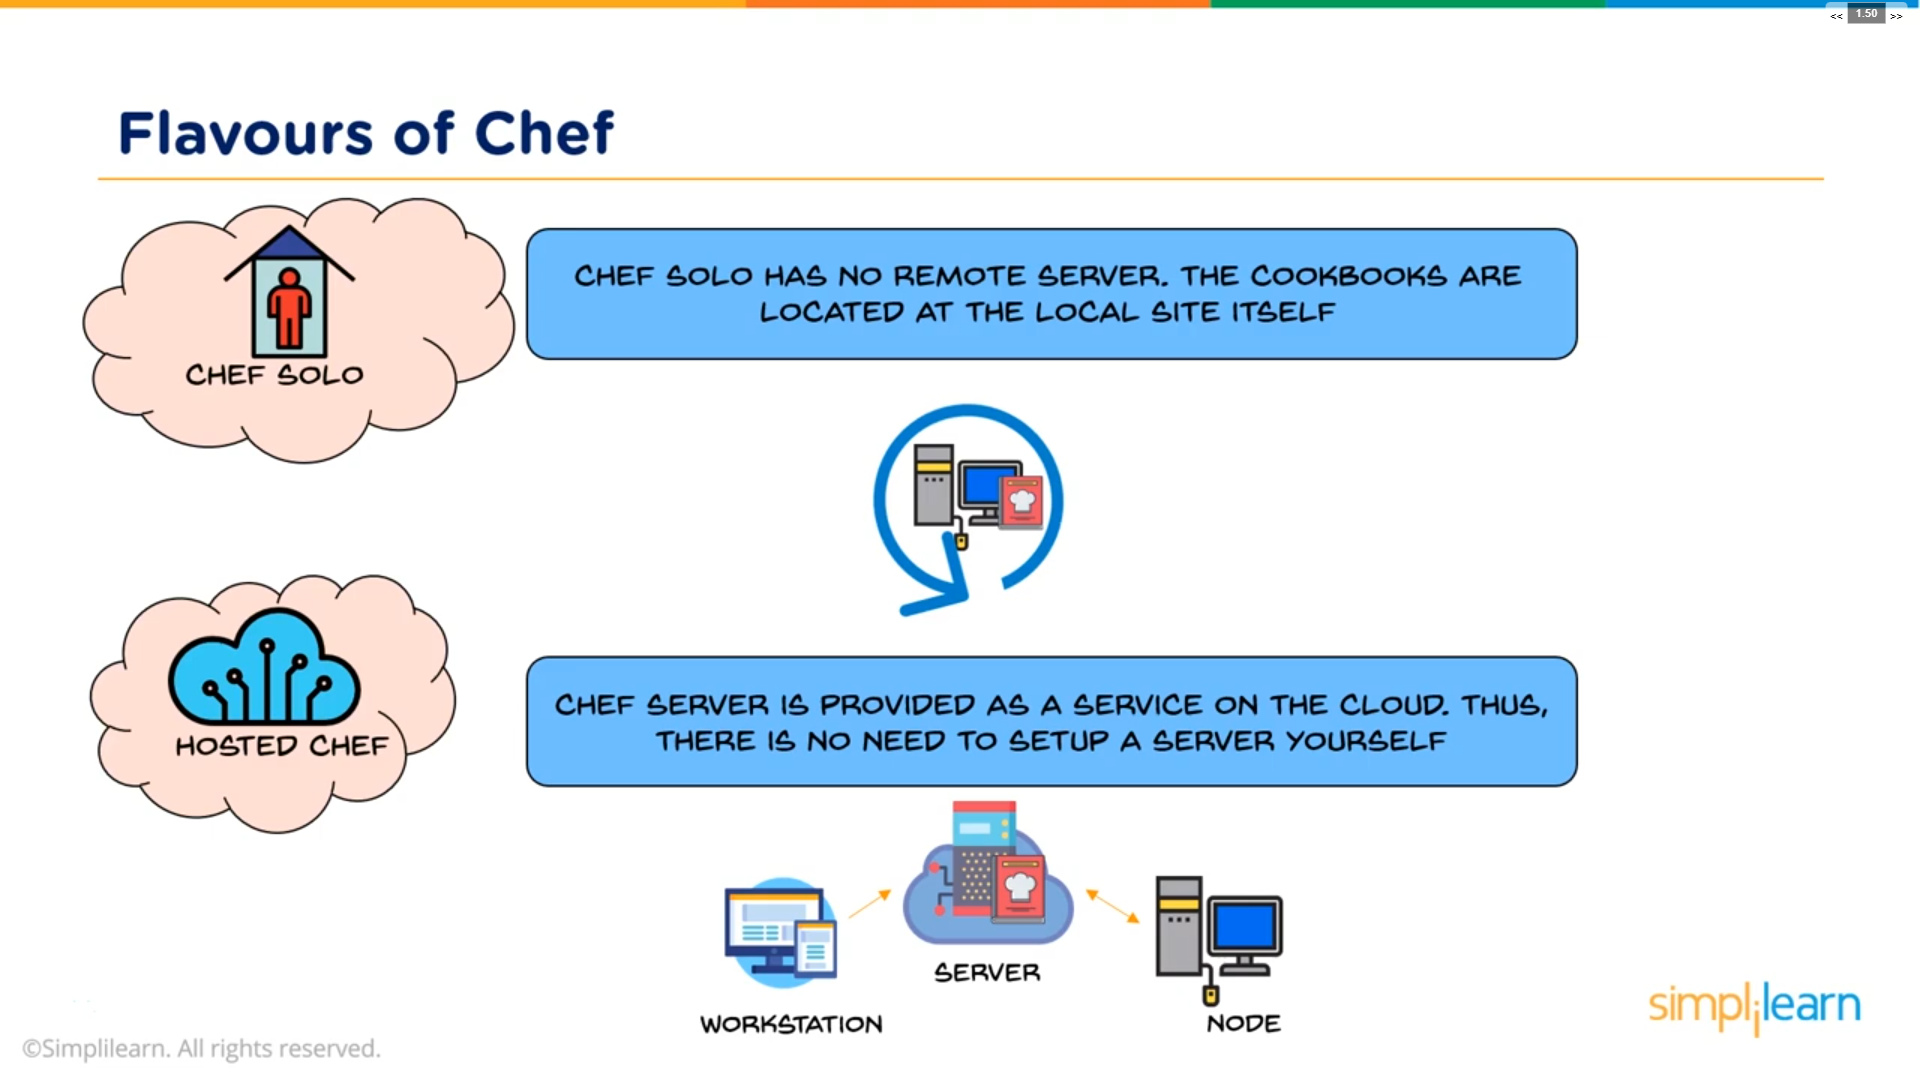 << 1.50 >>
Flavours of Chef
CHEF SOLO
CHEF SOLO HAS NO REMOTE SERVER. THE COOKBOOKS ARE
LOCATED AT THE LOCAL SITE ITSELF
HOSTED CHEF
CHEF SERVER IS PROVIDED AS A SERVICE ON THE CLOUD. THUS,
THERE IS NO NEED TO SETUP A SERVER YOURSELF
WORKSTATION
SERVER
NODE
simplilearn
©Simplilearn. All rights reserved.